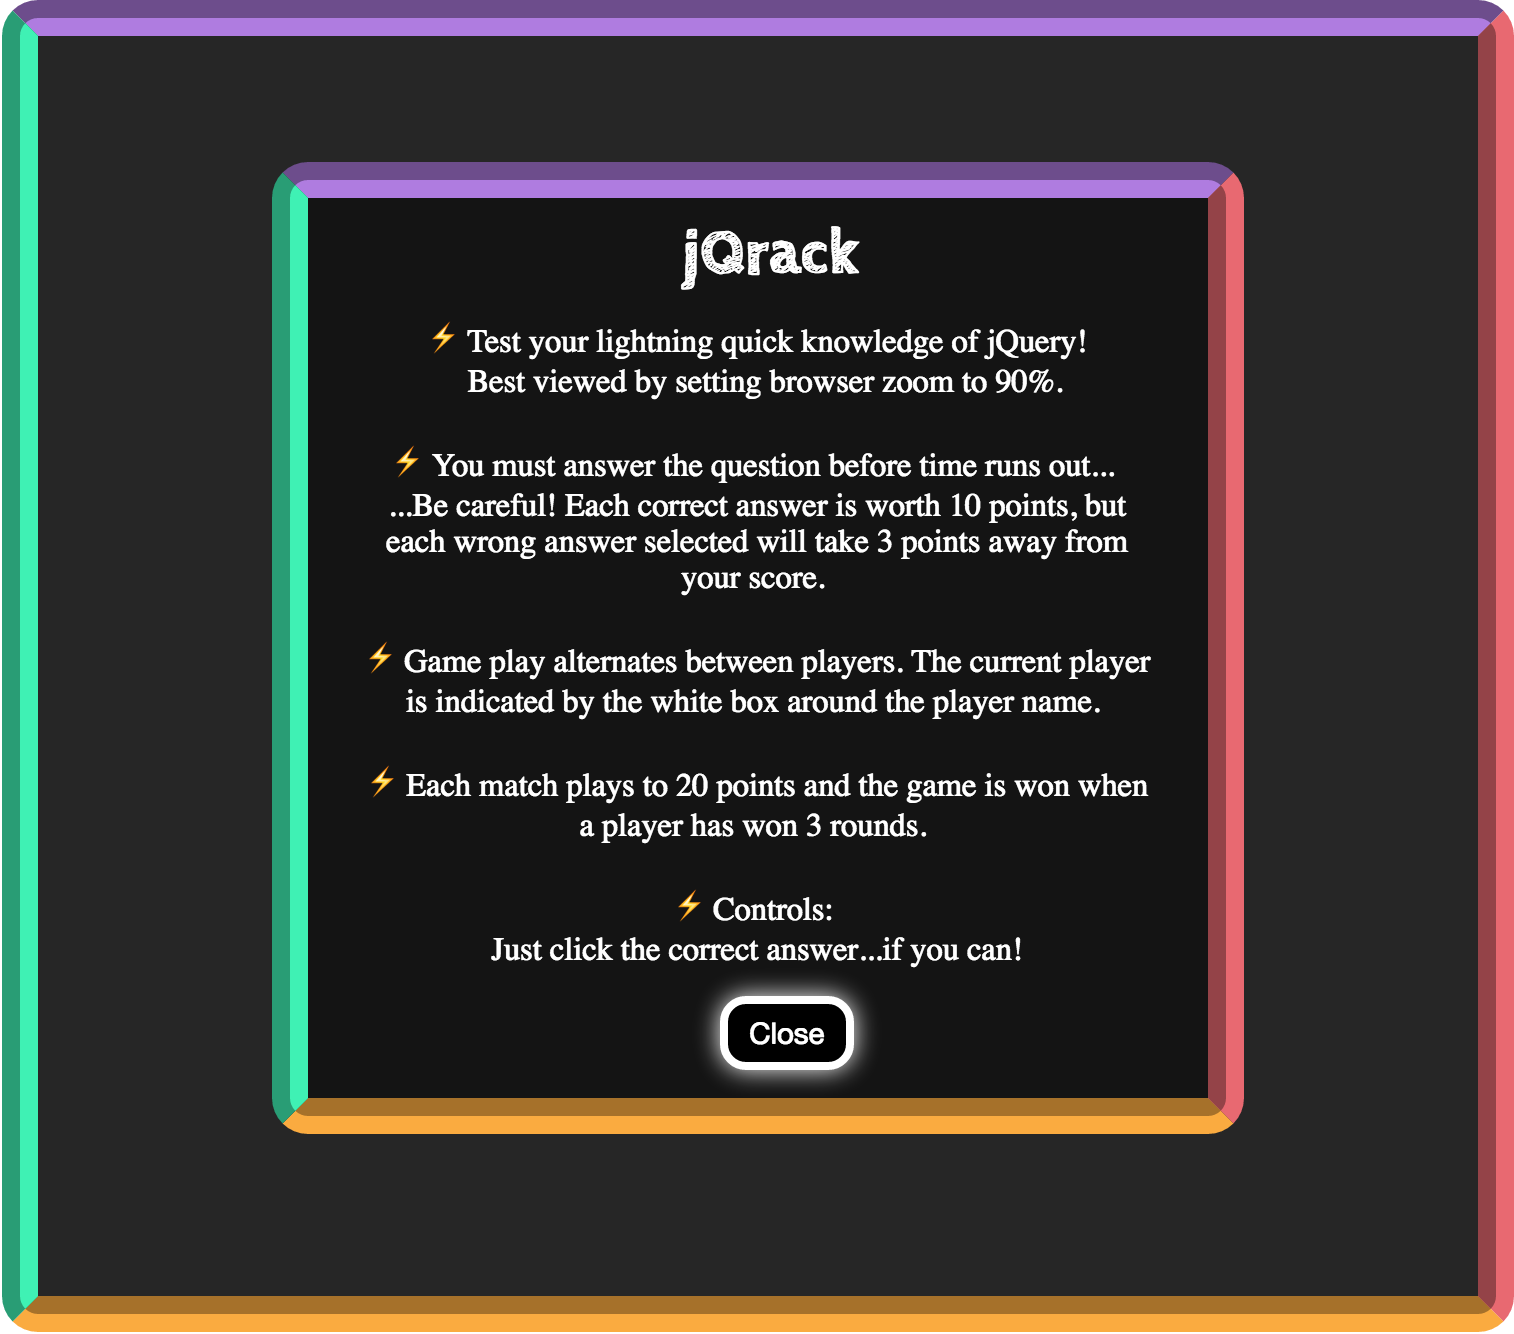 jQrack
⚡ Test your lightning quick knowledge of jQuery!
Best viewed by setting browser zoom to 90%.
⚡ You must answer the question before time runs out...
...Be careful! Each correct answer is worth 10 points, but
each wrong answer selected will take 3 points away from
your score.
⚡ Game play alternates between players. The current player
is indicated by the white box around the player name.
⚡ Each match plays to 20 points and the game is won when
a player has won 3 rounds.
⚡ Controls:
Just click the correct answer...if you can!
Close